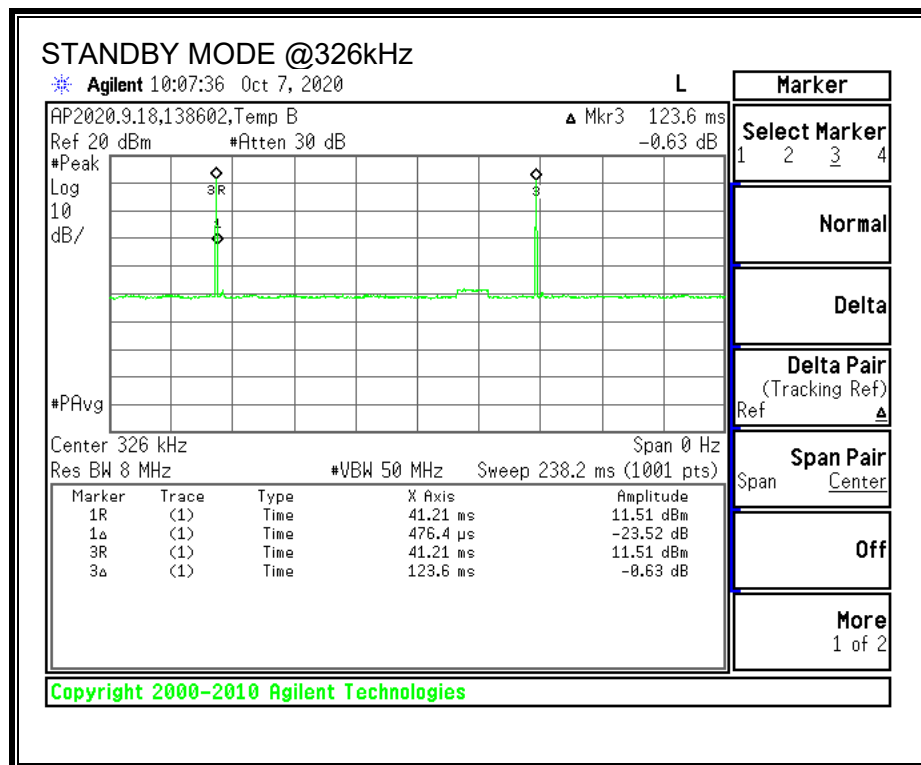 STANDBY MODE @326kHz
Agilent 10:07:36 Oct 7, 2020 L
AP2020.9.18,138602,Temp B
Δ Mkr3 123.6 ms
Ref 20 dBm #Atten 30 dB -0.63 dB
#Peak
Log
10
dB/
3R
1
3
#PAvg
Center 326 kHz Span 0 Hz
Res BW 8 MHz #VBW 50 MHz Sweep 238.2 ms (1001 pts)
Marker Trace Type X Axis Amplitude
1R (1) Time 41.21 ms 11.51 dBm
1Δ (1) Time 476.4 µs -23.52 dB
3R (1) Time 41.21 ms 11.51 dBm
3Δ (1) Time 123.6 ms -0.63 dB
Marker
Select Marker
1 2 3 4
Normal
Delta
Delta Pair
(Tracking Ref)
Ref Δ
Span Pair
Span Center
Off
More
1 of 2
Copyright 2000-2010 Agilent Technologies